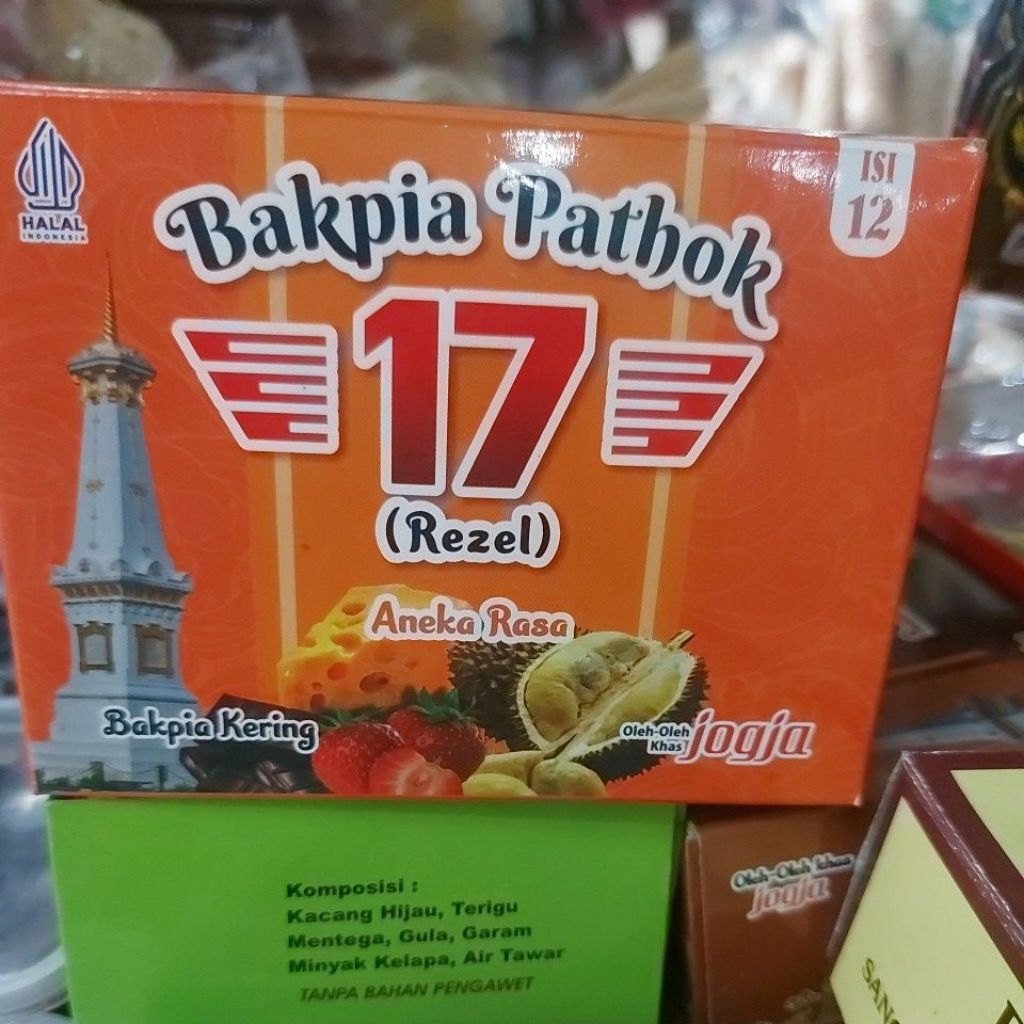 HALAL
INDONESIA
ISI
12
Bakpia Pathok
17
(Rezel)
Aneka Rasa
Bakpia Kering
Oleh-Oleh
Khas jogja
Komposisi :
Kacang Hijau, Terigu
Mentega, Gula, Garam
Minyak Kelapa, Air Tawar
TANPA BAHAN PENGAWET
Oleh-Oleh khas
jogja